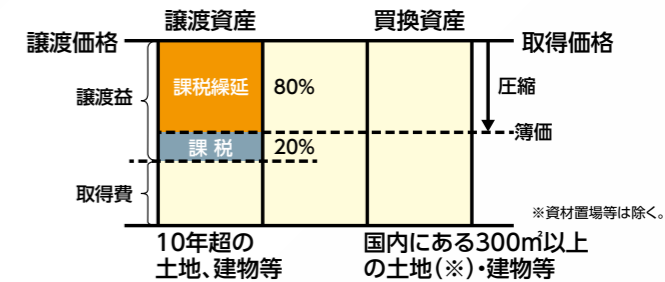 譲渡資産
買換資産
譲渡価格
取得価格
譲渡益
課税繰延
80%
圧縮
簿価
課 税
20%
取得費
※資材置場等は除く。
10年超の
土地、建物等
国内にある300㎡以上
の土地(※)・建物等